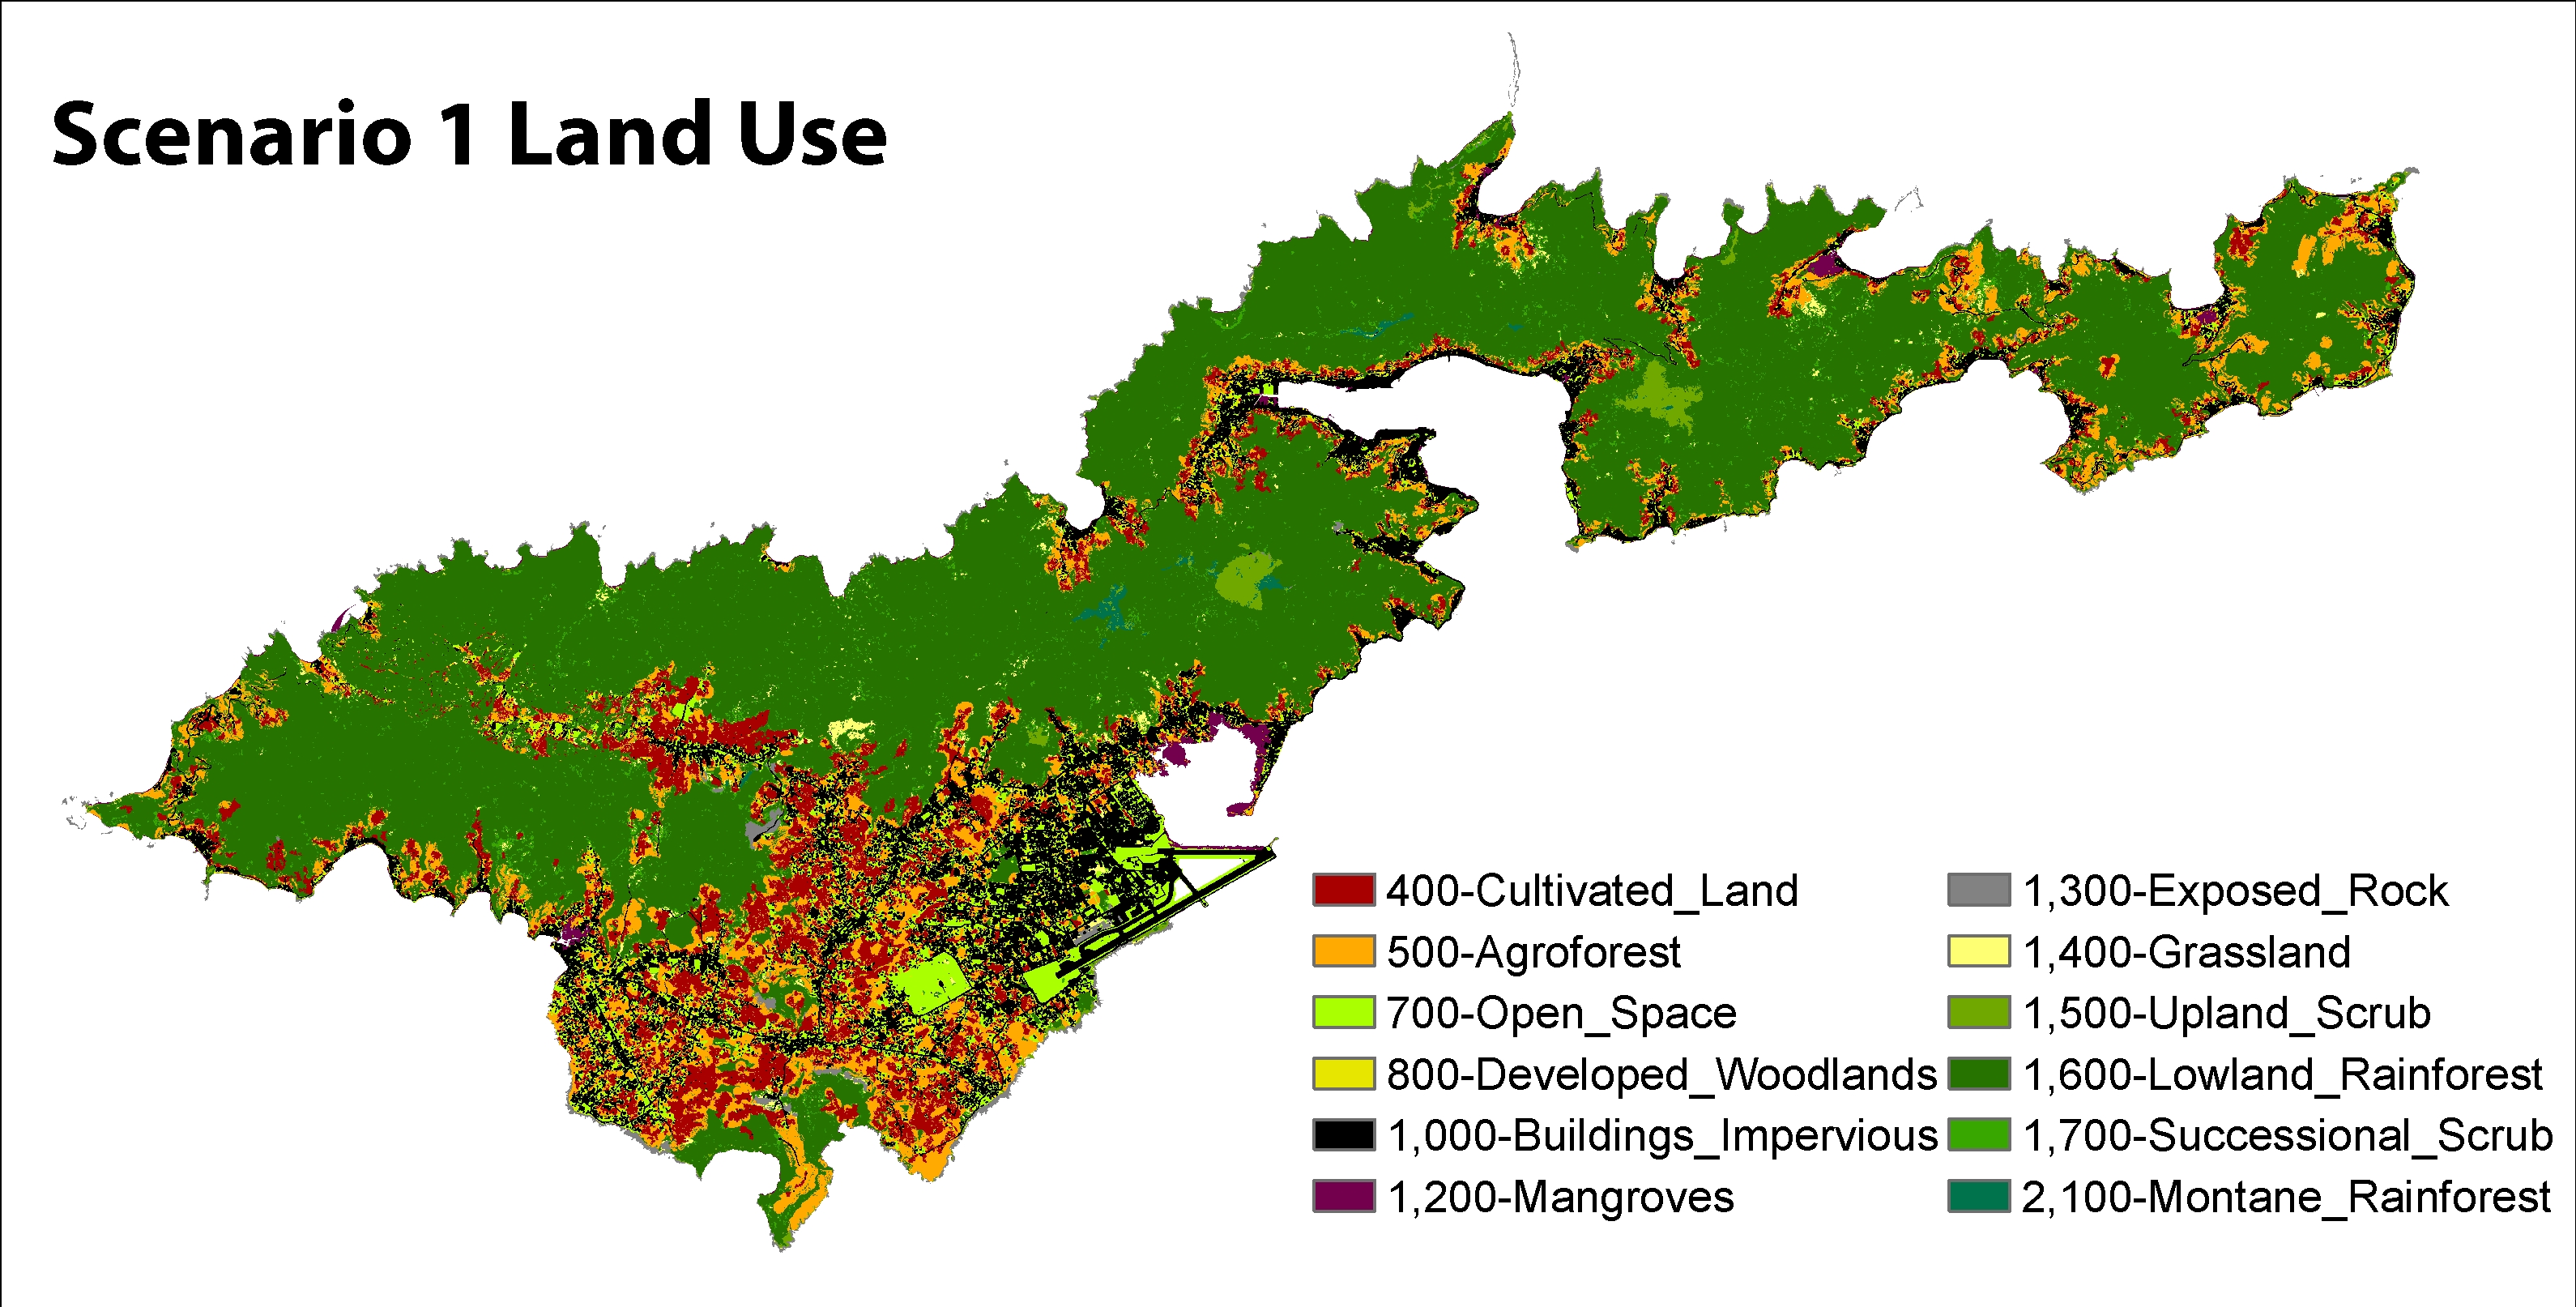 Scenario 1 Land Use
400-Cultivated_Land
500-Agroforest
700-Open_Space
800-Developed_Woodlands
1,000-Buildings_Impervious
1,200-Mangroves
1,300-Exposed_Rock
1,400-Grassland
1,500-Upland_Scrub
1,600-Lowland_Rainforest
1,700-Successional_Scrub
2,100-Montane_Rainforest